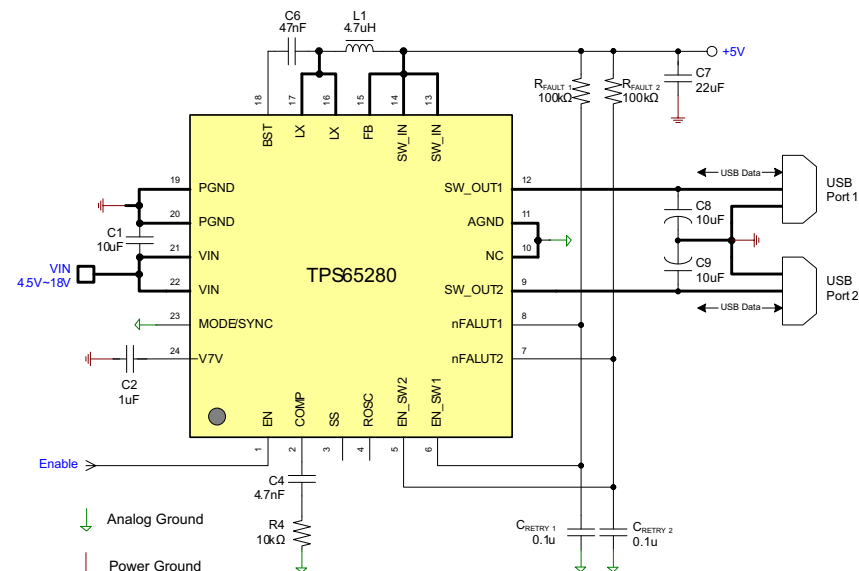 C6
47nF
L1
4.7uH
+5V
C7
22uF
RFAULT 1
100kΩ
RFAULT 2
100kΩ
18
17
16
15
14
13
BST
LX
LX
FB
SW_IN
SW_IN
19
PGND
20
PGND
C1
10uF
21
VIN
VIN
4.5V~18V
22
VIN
23
MODE/SYNC
24
V7V
C2
1uF
TPS65280
SW_OUT1
12
AGND
11
NC
10
SW_OUT2
9
nFALUT1
8
nFALUT2
7
USB Data
USB
Port 1
C8
10uF
C9
10uF
USB Data
USB
Port 2
EN
COMP
SS
ROSC
EN_SW2
EN_SW1
1
2
3
4
5
6
Enable
C4
4.7nF
R4
10kΩ
CRETRY 1
0.1u
CRETRY 2
0.1u
Analog Ground
Power Ground